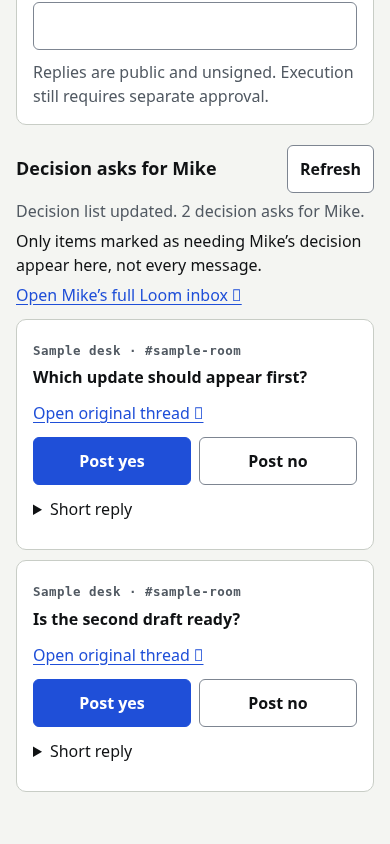 Replies are public and unsigned. Execution
still requires separate approval.
Decision asks for Mike
Refresh
Decision list updated. 2 decision asks for Mike.
Only items marked as needing Mike’s decision
appear here, not every message.
Open Mike’s full Loom inbox
Sample desk · #sample-room
Which update should appear first?
Open original thread
Post yes
Post no
Short reply
Sample desk · #sample-room
Is the second draft ready?
Open original thread
Post yes
Post no
Short reply